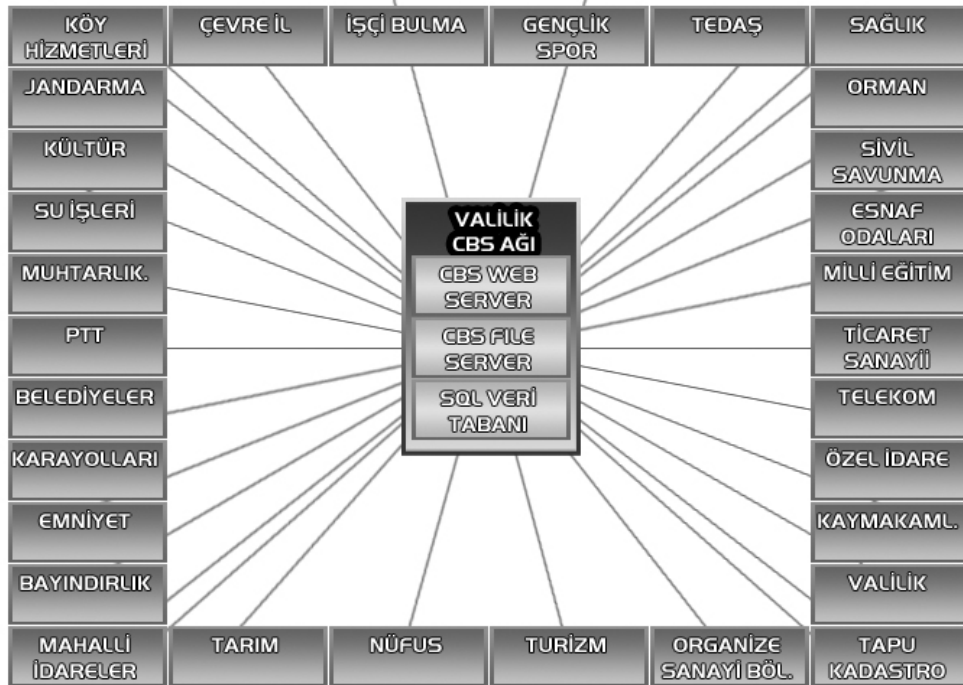 KÖY
HİZMETLERİ
ÇEVRE İL
İŞÇİ BULMA
GENÇLİK
SPOR
TEDAŞ
SAĞLIK
JANDARMA
KÜLTÜR
SU İŞLERİ
MUHTARLIK.
PTT
BELEDİYELER
KARAYOLLARI
EMNİYET
BAYINDIRLIK
VALİLİK
CBS AĞI
CBS WEB
SERVER
CBS FILE
SERVER
SQL VERİ
TABANI
ORMAN
SİVİL
SAVUNMA
ESNAF
ODALARI
MİLLİ EĞİTİM
TİCARET
SANAYİİ
TELEKOM
ÖZEL İDARE
KAYMAKAML.
VALİLİK
MAHALLİ
İDARELER
TARIM
NÜFUS
TURİZM
ORGANİZE
SANAYİ BÖL.
TAPU
KADASTRO